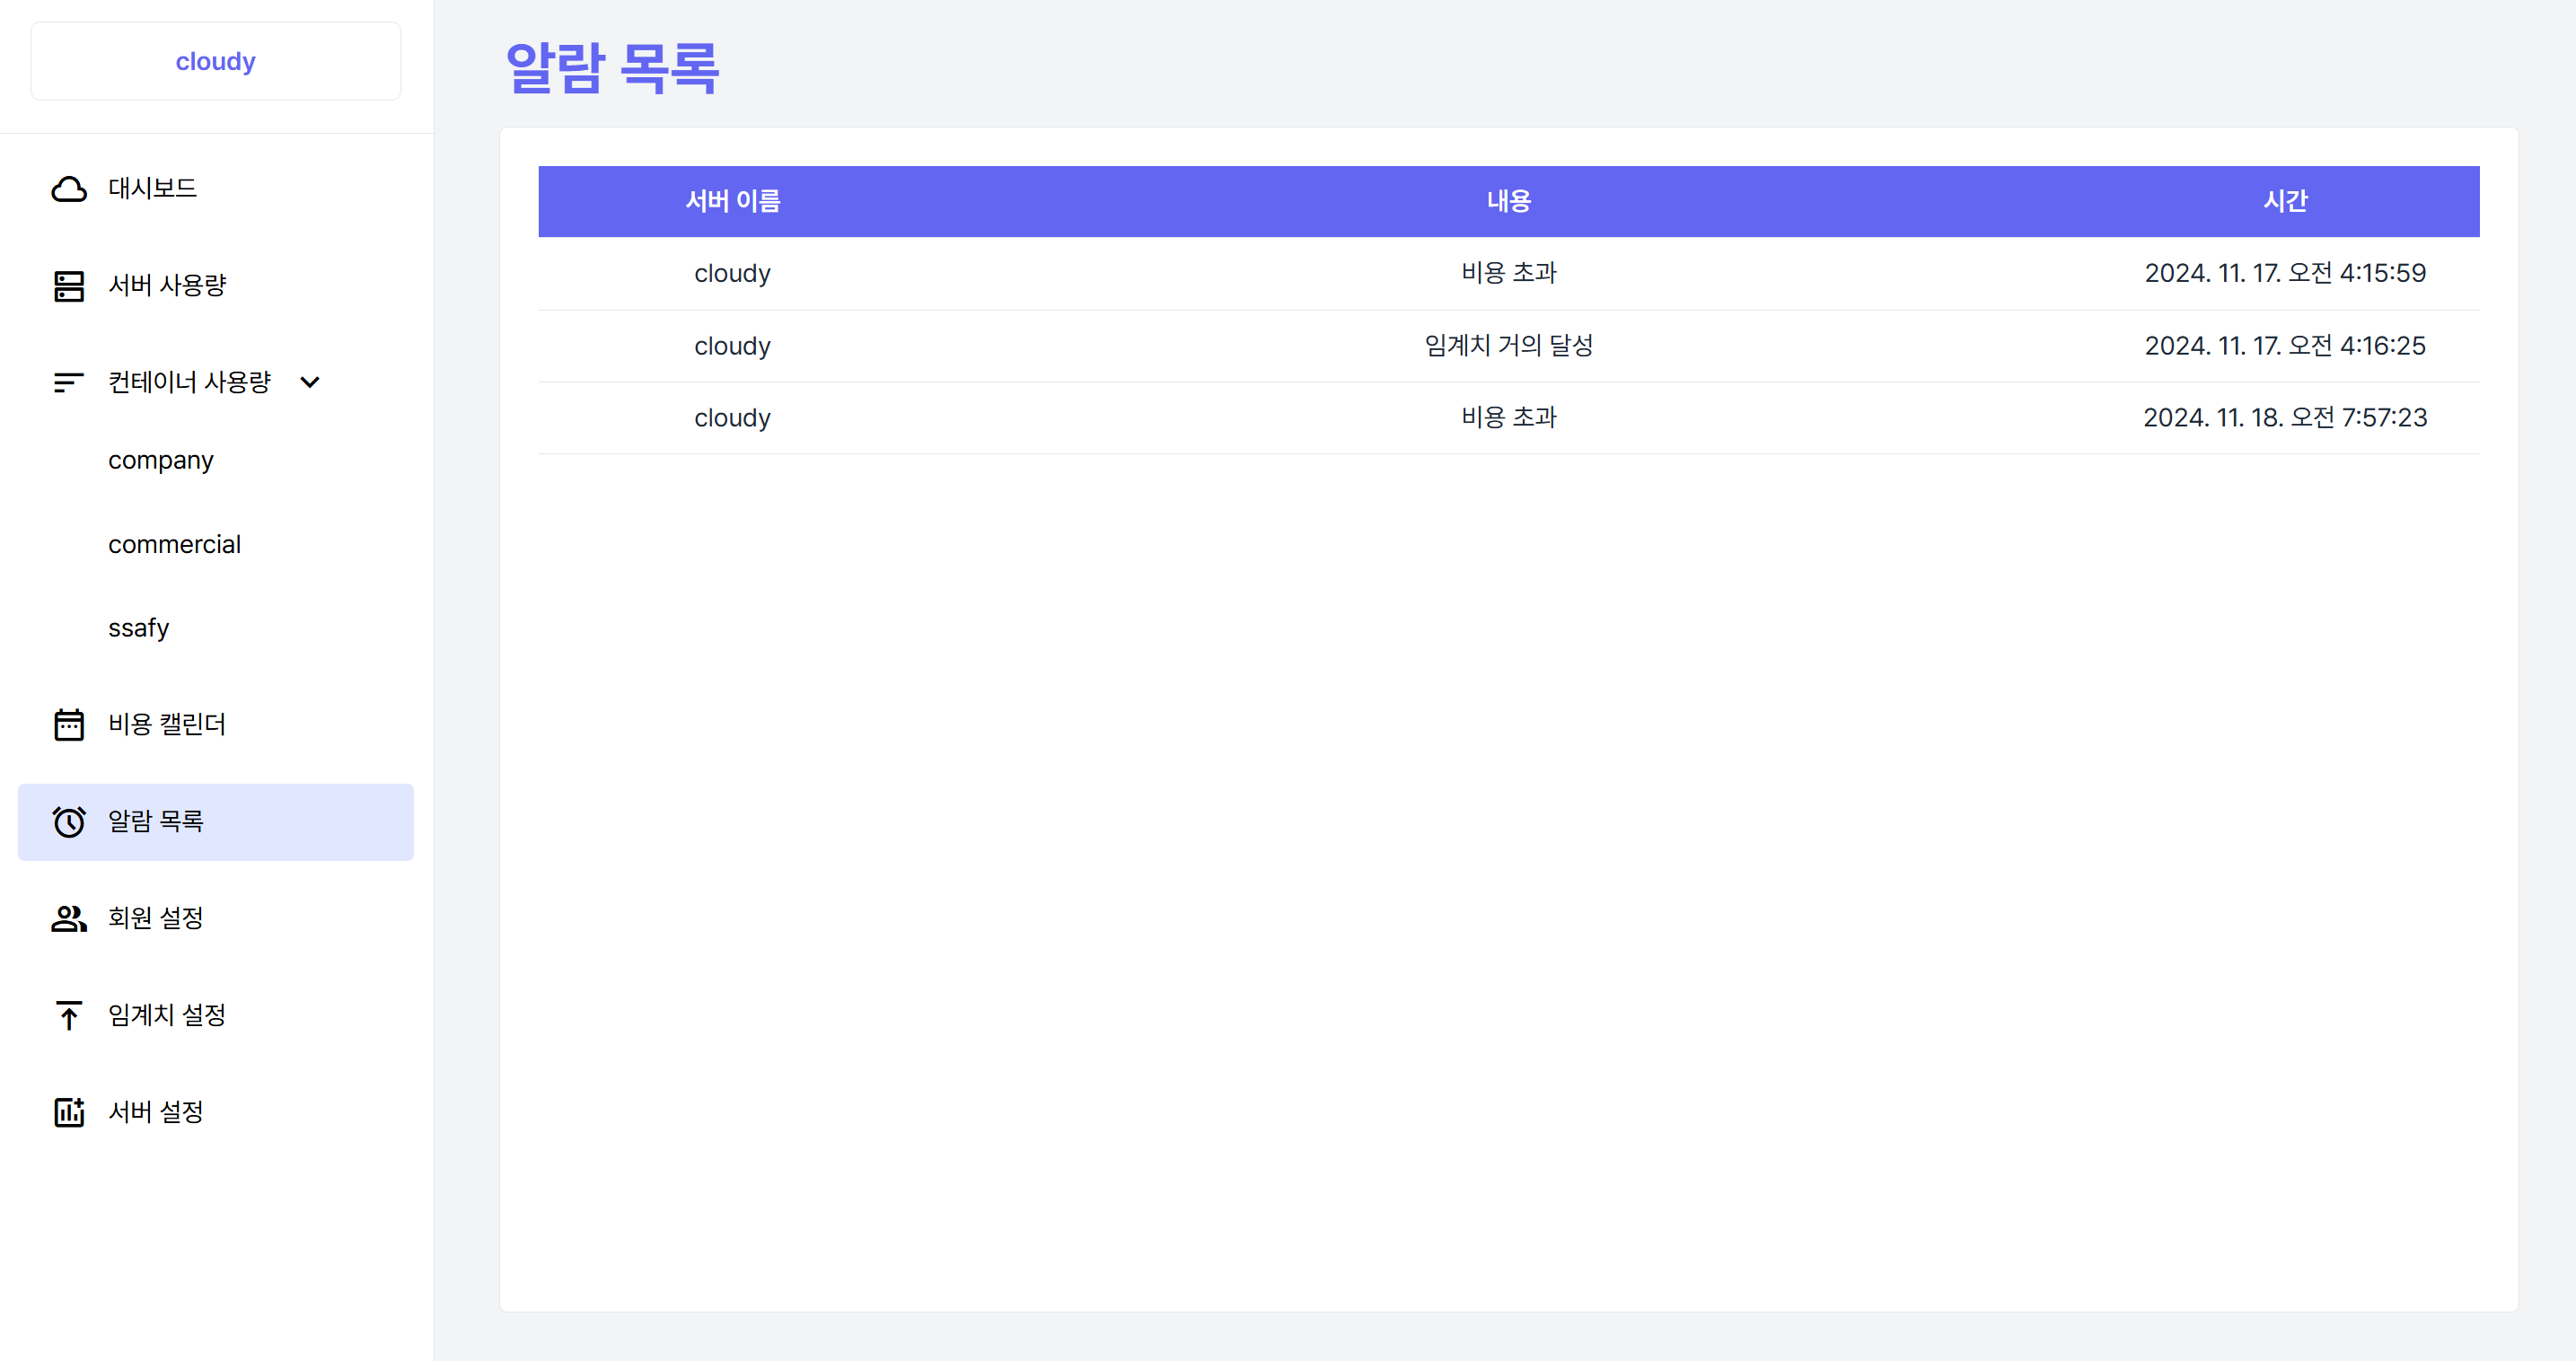 cloudy
대시보드
서버 사용량
컨테이너 사용량
company
commercial
ssafy
비용 캘린더
알람 목록
회원 설정
임계치 설정
서버 설정
알람 목록
서버 이름 내용 시간
cloudy 비용 초과 2024. 11. 17. 오전 4:15:59
cloudy 임계치 거의 달성 2024. 11. 17. 오전 4:16:25
cloudy 비용 초과 2024. 11. 18. 오전 7:57:23